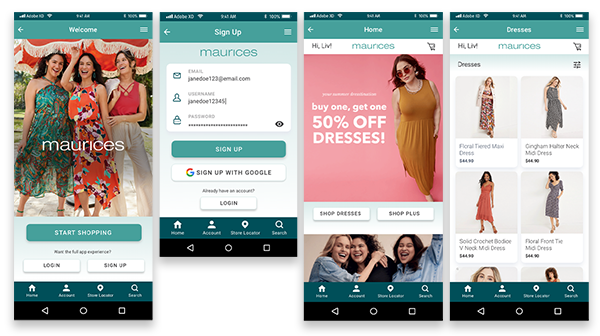 Adobe XD
9:41 AM
100%
Welcome
maurices
START SHOPPING
Want the full app experience?
LOGIN
SIGN UP
Home
Account
Store Locator
Search
Adobe XD
9:41 AM
100%
Sign Up
maurices
EMAIL
janedoe123@email.com
USERNAME
janedoe12345
PASSWORD
SIGN UP
SIGN UP WITH GOOGLE
Already have an account?
LOGIN
Home
Account
Store Locator
Search
Adobe XD
9:41 AM
100%
Home
Hi, Liv!
maurices
your summer destination
buy one, get one
50% OFF
DRESSES!
SHOP DRESSES
SHOP PLUS
Home
Account
Store Locator
Search
Adobe XD
9:41 AM
100%
Dresses
Hi, Liv!
maurices
Dresses
Floral Tiered Maxi
Dress
$44.90
Gingham Halter Neck
Midi Dress
$44.90
Solid Crochet Bodice
V Neck Midi Dress
$44.90
Floral Front Tie
Midi Dress
$44.90
Home
Account
Store Locator
Search